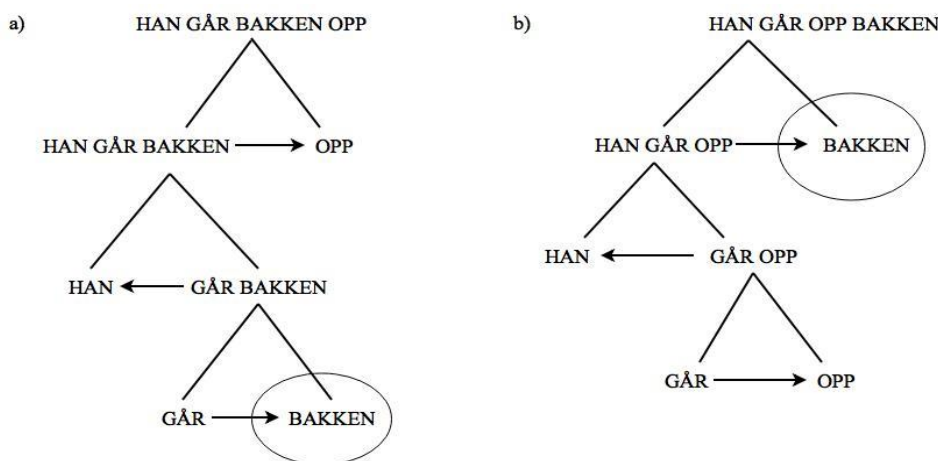 a) HAN GÅR BAKKEN OPP
HAN GÅR BAKKEN OPP
HAN GÅR BAKKEN
GÅR BAKKEN
b) HAN GÅR OPP BAKKEN
HAN GÅR OPP BAKKEN
HAN GÅR OPP
GÅR OPP